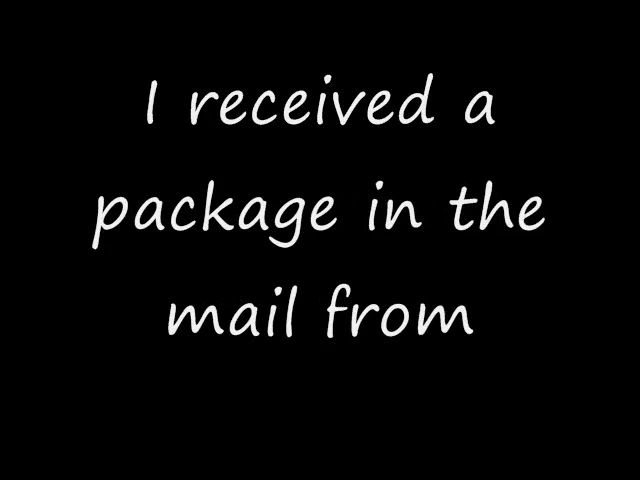 I received a
package in the
mail from